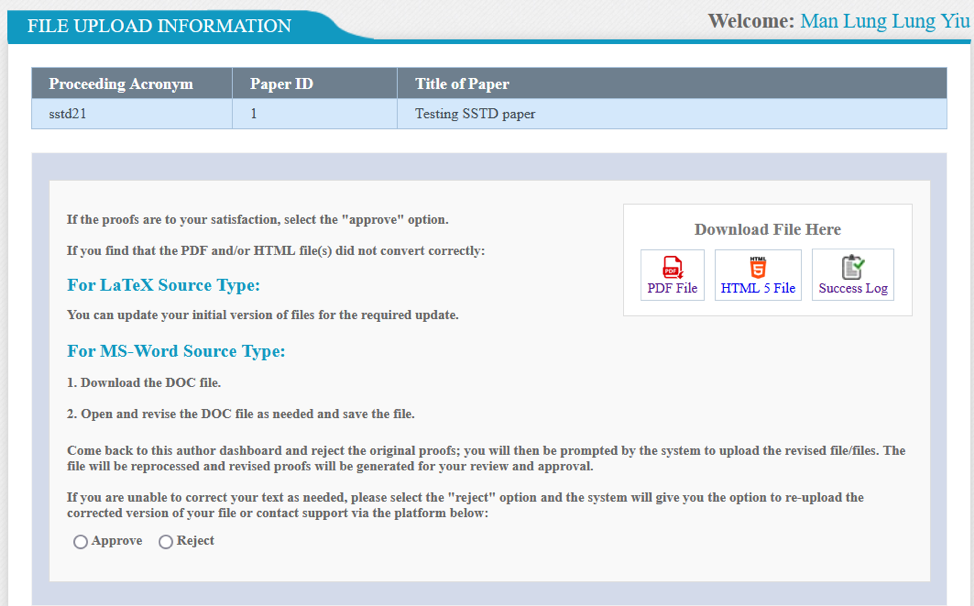 FILE UPLOAD INFORMATION
Welcome: Man Lung Lung Yiu
Proceeding Acronym Paper ID Title of Paper
sstd21 1 Testing SSTD paper
If the proofs are to your satisfaction, select the "approve" option.
If you find that the PDF and/or HTML file(s) did not convert correctly:
For LaTeX Source Type:
You can update your initial version of files for the required update.
For MS-Word Source Type:
1. Download the DOC file.
2. Open and revise the DOC file as needed and save the file.
Come back to this author dashboard and reject the original proofs; you will then be prompted by the system to upload the revised file/files. The
file will be reprocessed and revised proofs will be generated for your review and approval.
If you are unable to correct your text as needed, please select the "reject" option and the system will give you the option to re-upload the
corrected version of your file or contact support via the platform below:
Approve Reject
Download File Here
PDF HTML 5
PDF File HTML 5 File Success Log